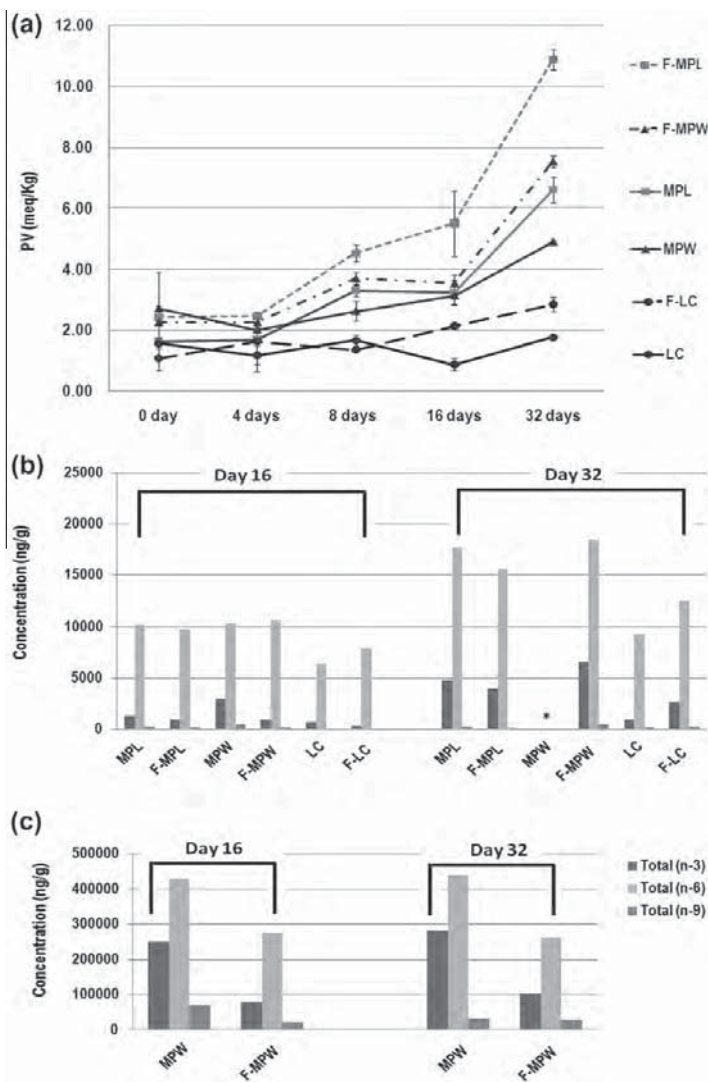 (a)
12.00
10.00
8.00
6.00
4.00
2.00
0.00
PV (meq/Kg)
0 day
4 days
8 days
16 days
32 days
F-MPL
F-MPW
MPL
MPW
F-LC
LC
(b)
Day 16
Day 32
25000
20000
15000
10000
5000
0
Concentration (ng/g)
*
MPL
F-MPL
MPW
F-MPW
LC
F-LC
MPL
F-MPL
MPW
F-MPW
LC
F-LC
(c)
Day 16
Day 32
500000
400000
300000
200000
100000
0
Concentration (ng/g)
MPW
F-MPW
MPW
F-MPW
Total (n-3)
Total (n-6)
Total (n-9)